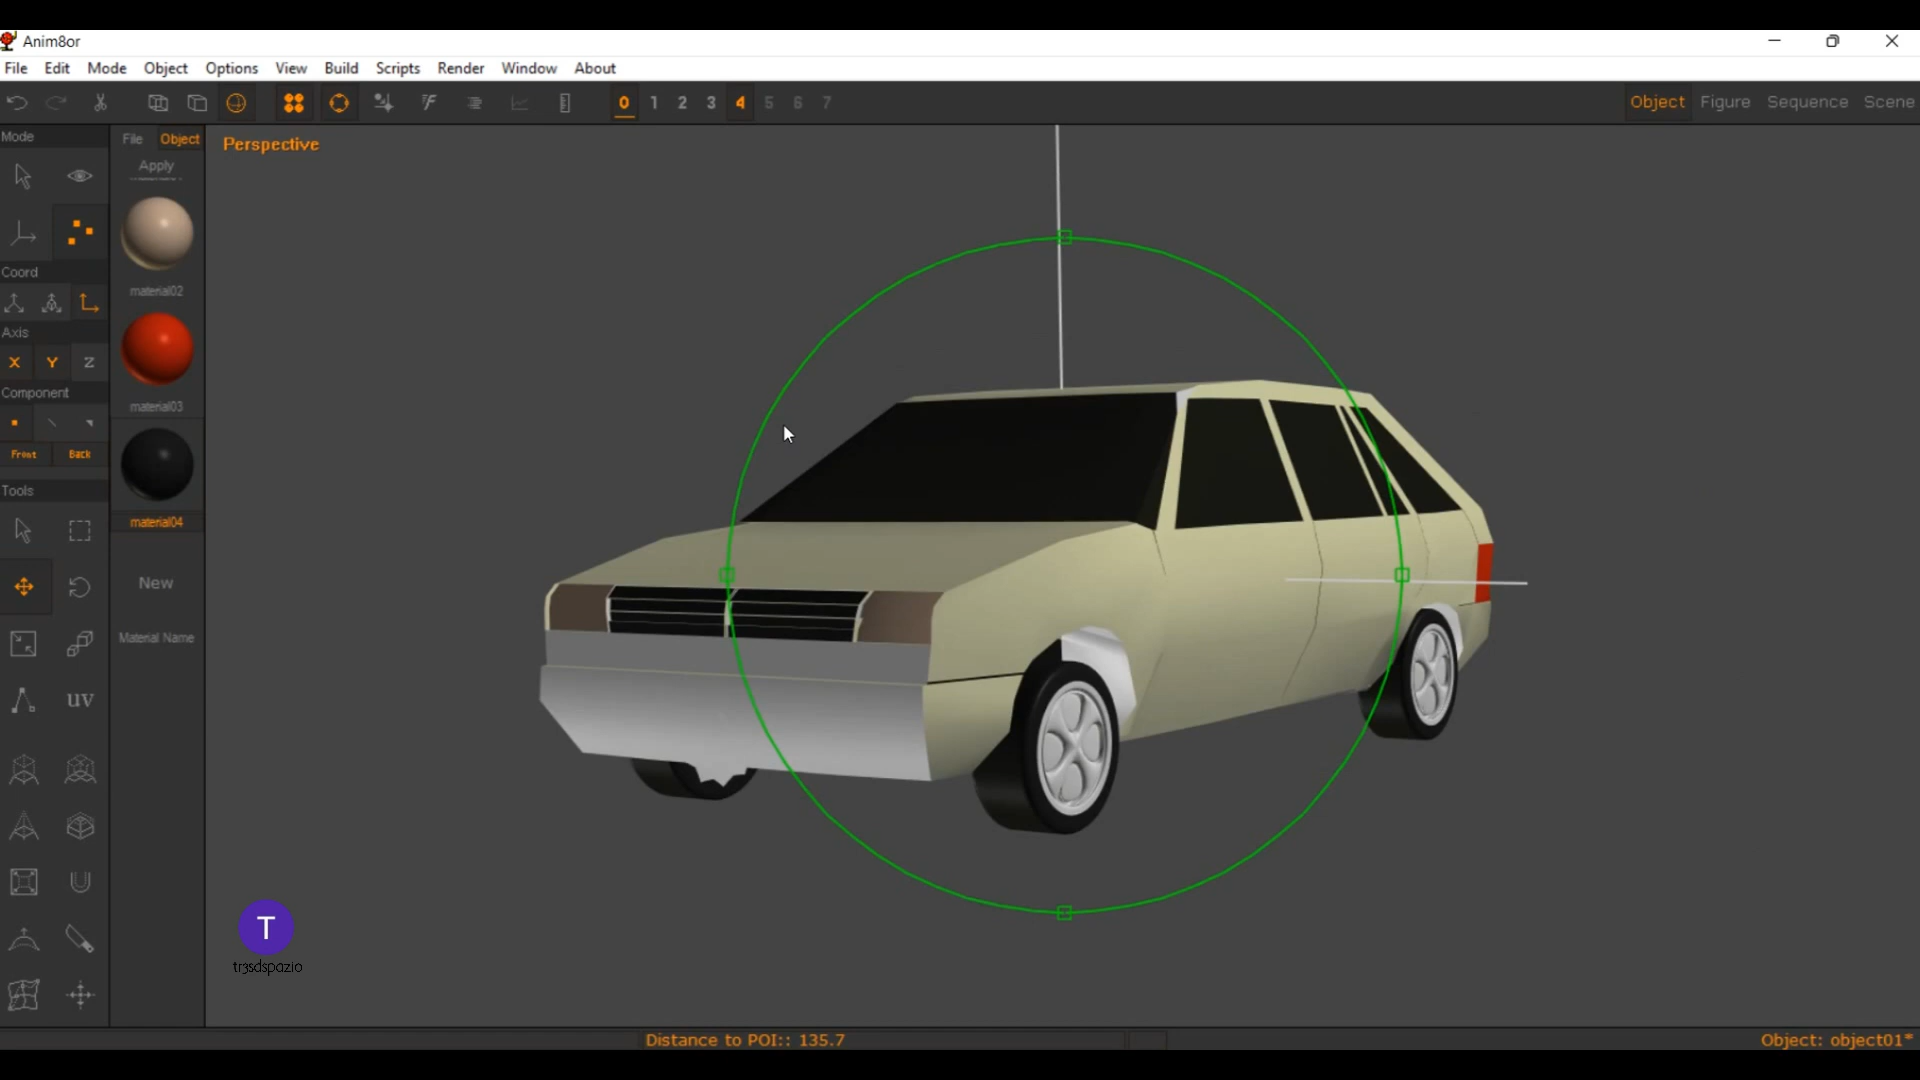 Anim8or
File Edit Mode Object Options View Build Scripts Render Window About
0 1 2 3 4 5 6 7
Object Figure Sequence Scene
Mode
File Object
Apply
Perspective
material02
Coord
Axis
X Y Z
Component
material03
Front Back
Tools
material04
New
Material Name
UV
T
tr3sdspazio
Distance to POI:: 135.7
Object: object01*